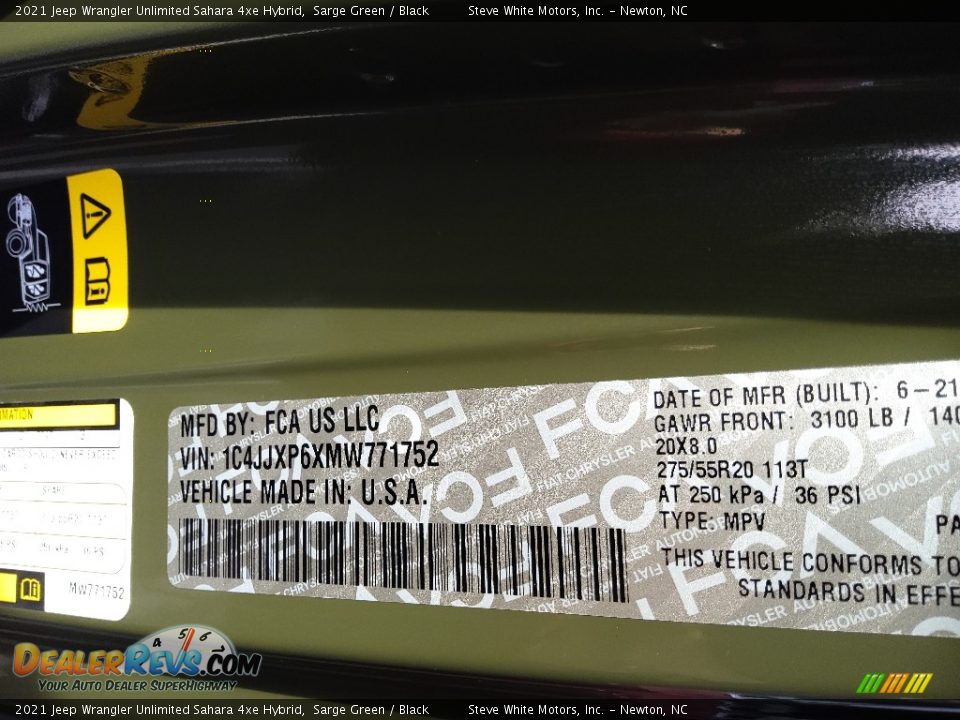 2021 Jeep Wrangler Unlimited Sahara 4xe Hybrid, Sarge Green / Black Steve White Motors, Inc. - Newton, NC
MFD BY: FCA US LLC
VIN: 1C4JJXP6XMW771752
VEHICLE MADE IN: U.S.A.
DATE OF MFR (BUILT): 6-21
GAWR FRONT: 3100 LB / 140
20X8.0
275/55R20 113T
AT 250 kPa / 36 PSI
TYPE: MPV PA
THIS VEHICLE CONFORMS TO
STANDARDS IN EFFE
MATION
MW771752
DEALERREVS.COM
YOUR AUTO DEALER SUPERHIGHWAY
2021 Jeep Wrangler Unlimited Sahara 4xe Hybrid, Sarge Green / Black Steve White Motors, Inc. - Newton, NC